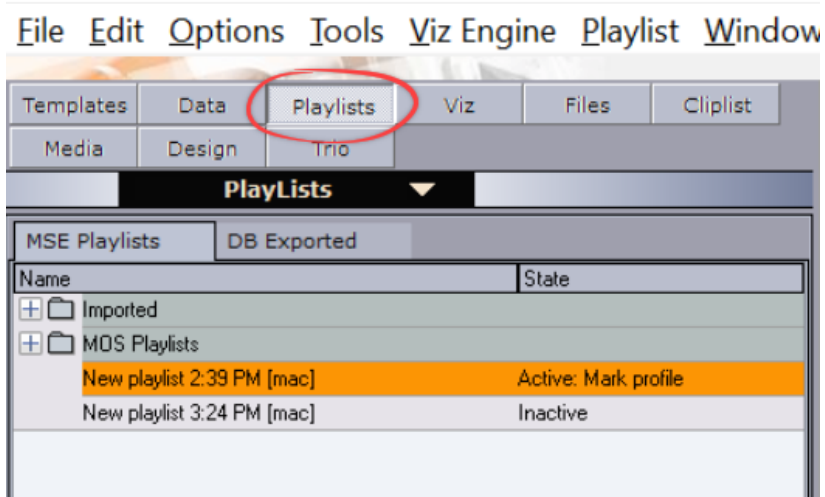 File Edit Options Tools Viz Engine Playlist Window
Templates Data Playlists Viz Files Cliplist
Media Design Trio
PlayLists
MSE Playlists DB Exported
Name State
Imported
MOS Playlists
New playlist 2:39 PM [mac] Active: Mark profile
New playlist 3:24 PM [mac] Inactive